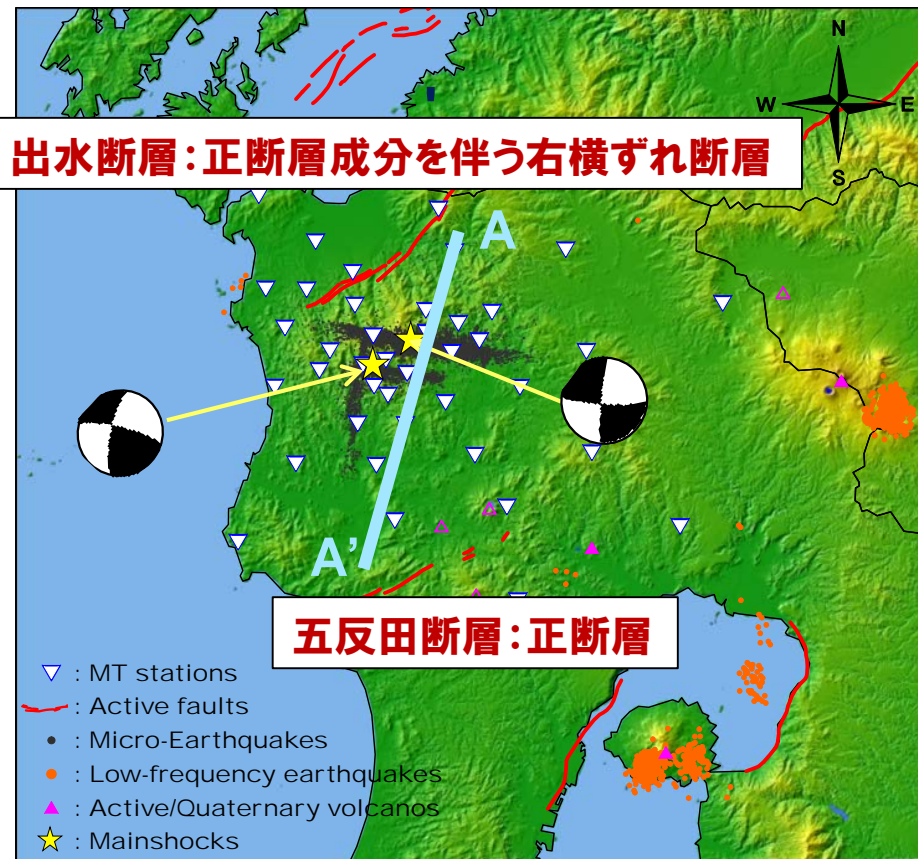 N
W E
S
出水断層：正断層成分を伴う右横ずれ断層
A
A’
五反田断層：正断層
: MT stations
: Active faults
: Micro-Earthquakes
: Low-frequency earthquakes
: Active/Quaternary volcanos
: Mainshocks